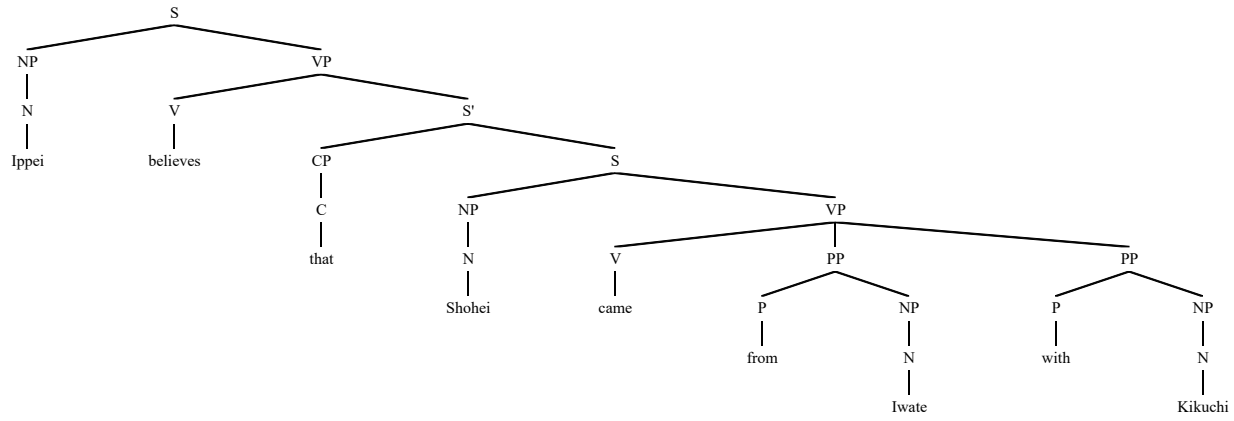 S
NP VP
N V S'
Ippei believes CP S
C NP VP
that N V PP PP
Shohei came P NP P NP
from N with N
Iwate Kikuchi